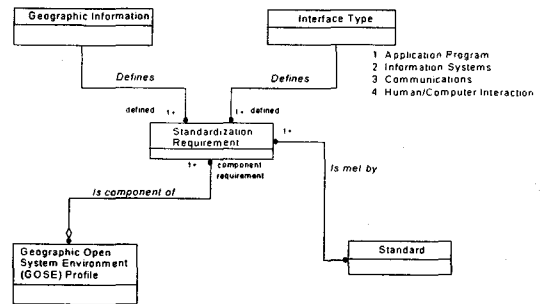 Geographic Information
Interface Type
1 Application Program
2 Information Systems
3 Communications
4 Human/Computer Interaction
Defines
Defines
defined 1+
1+ defined
Standardization
Requirement
1+
1+ component
requirement
Is met by
Is component of
Geographic Open
System Environment
(GOSE) Profile
Standard